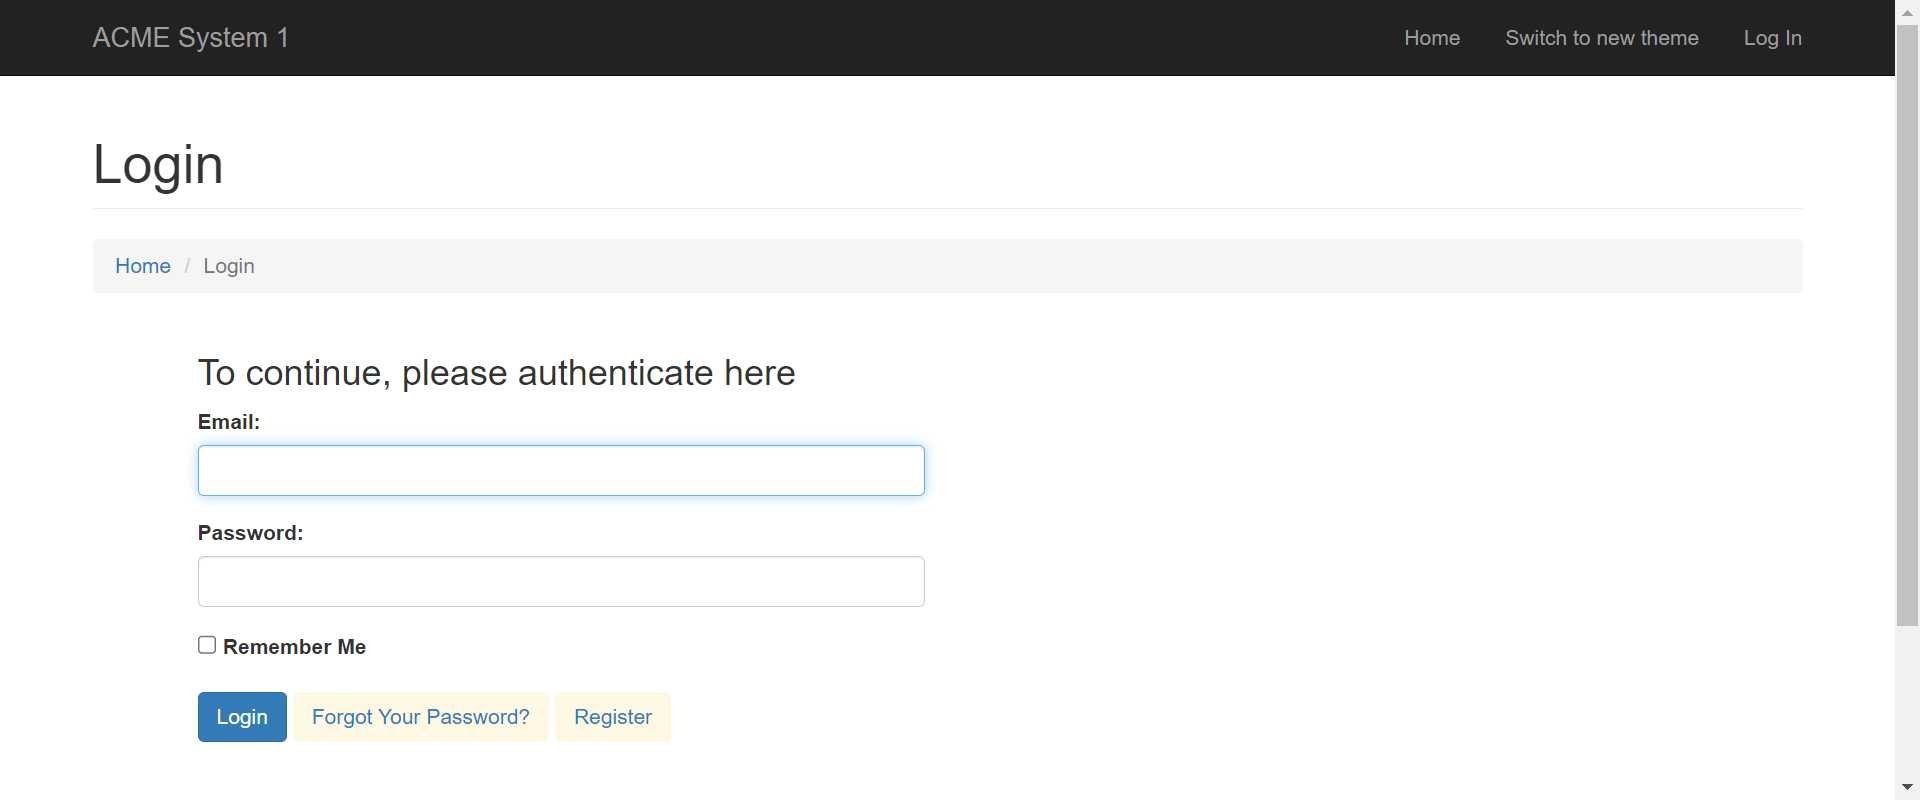 ACME System 1
Home
Switch to new theme
Log In
Login
Home / Login
To continue, please authenticate here
Email:
Password:
Remember Me
Login
Forgot Your Password?
Register